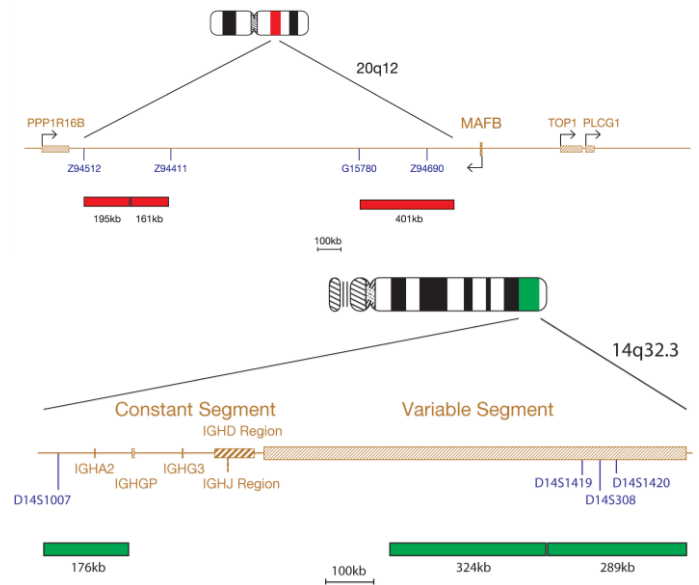 20q12
PPP1R16B
MAFB
TOP1 PLCG1
Z94512
Z94411
G15780
Z94690
195kb
161kb
401kb
100kb
14q32.3
Constant Segment
Variable Segment
IGHD Region
IGHA2
IGHGP
IGHG3
IGHJ Region
D14S1007
D14S1419
D14S308
D14S1420
176kb
324kb
289kb
100kb